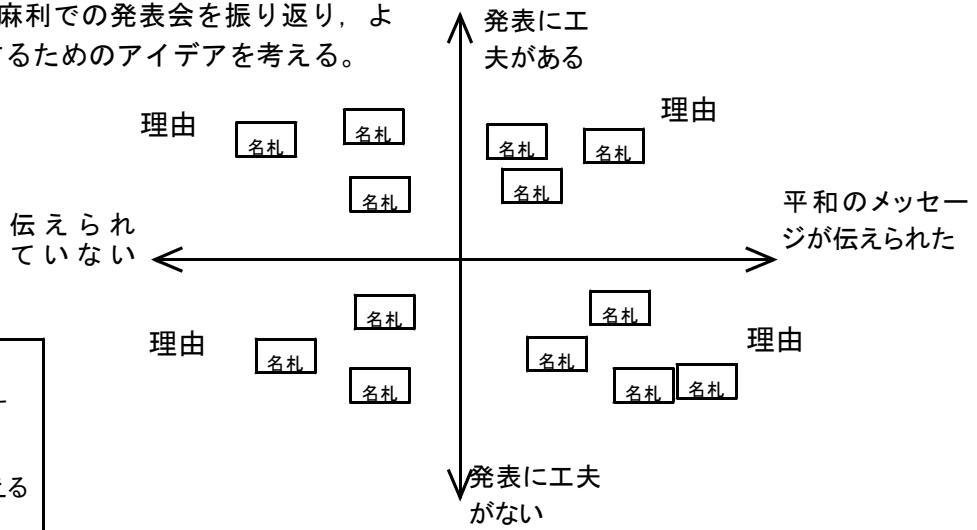 麻利での発表会を振り返り，よ
するためのアイデアを考える。
発表に工
夫がある
理由
名札
名札
名札
理由
名札
名札
名札
伝えられ
ていない
平和のメッセー
ジが伝えられた
理由
名札
名札
名札
理由
名札
名札
名札
名札
える
発表に工夫
がない